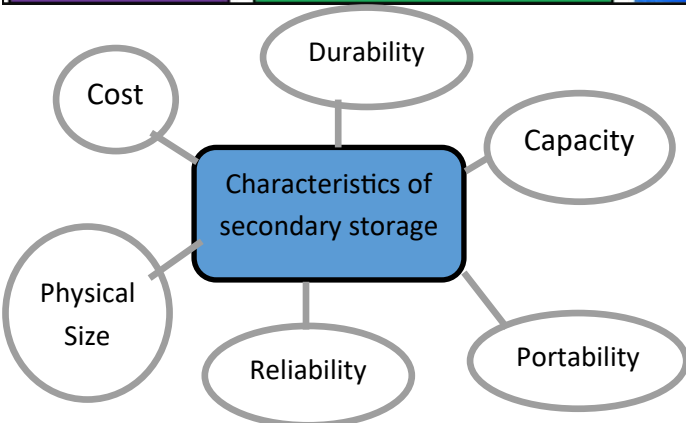 Durability
Cost
Capacity
Characteristics of
secondary storage
Physical
Size
Portability
Reliability